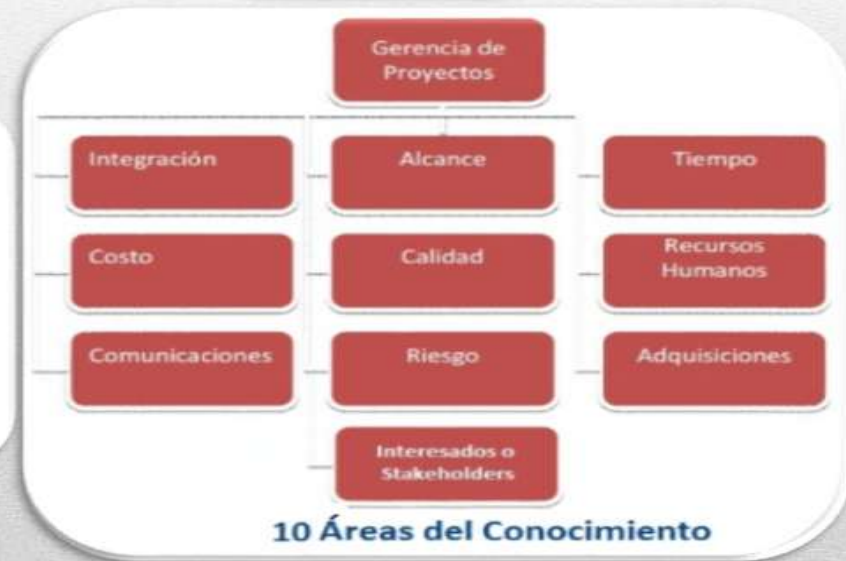 Gerencia de
Proyectos
Integración
Alcance
Tiempo
Costo
Calidad
Recursos
Humanos
Comunicaciones
Riesgo
Adquisiciones
Interesados o
Stakeholders
10 Áreas del Conocimiento